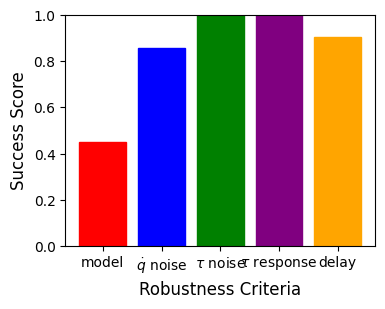 Success Score
1.0
0.8
0.6
0.4
0.2
0.0
model q̇ noise τ noise τ response delay
Robustness Criteria